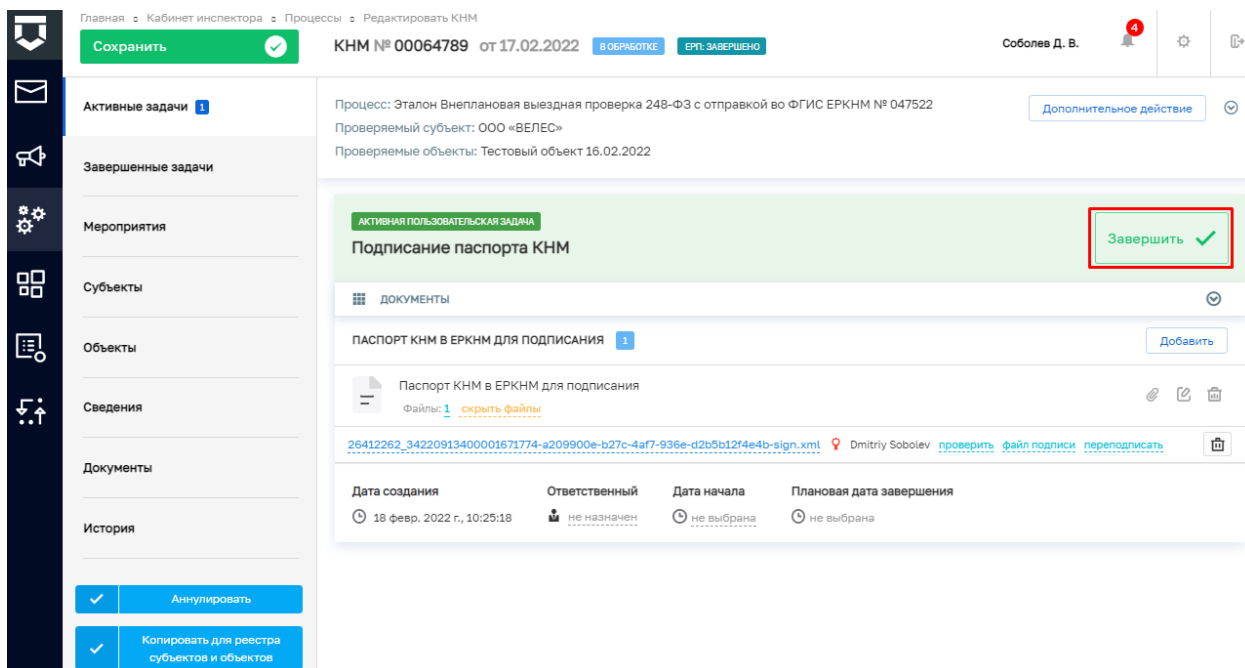 Главная Кабинет инспектора Процессы Редактировать КНМ
Сохранить
КНМ № 00064789 от 17.02.2022 В ОБРАБОТКЕ ЕРП: ЗАВЕРШЕНО
Соболев Д. В.
4
Активные задачи 1
Завершенные задачи
Мероприятия
Субъекты
Объекты
Сведения
Документы
История
Аннулировать
Копировать для реестра
субъектов и объектов
Процесс: Эталон Внеплановая выездная проверка 248-ФЗ с отправкой во ФГИС ЕРКНМ № 047522
Проверяемый субъект: ООО «ВЕЛЕС»
Проверяемые объекты: Тестовый объект 16.02.2022
Дополнительное действие
АКТИВНАЯ ПОЛЬЗОВАТЕЛЬСКАЯ ЗАДАЧА
Подписание паспорта КНМ
Завершить
ДОКУМЕНТЫ
ПАСПОРТ КНМ В ЕРКНМ ДЛЯ ПОДПИСАНИЯ 1
Добавить
Паспорт КНМ в ЕРКНМ для подписания
Файлы: 1 скрыть файлы
26412262_34220913400001671774-a209900e-b27c-4af7-936e-d2b5b12f4e4b-sign.xml Dmitriy Sobolev проверить файл подписи переподписать
Дата создания Ответственный Дата начала Плановая дата завершения
18 февр. 2022 г., 10:25:18 не назначен не выбрана не выбрана